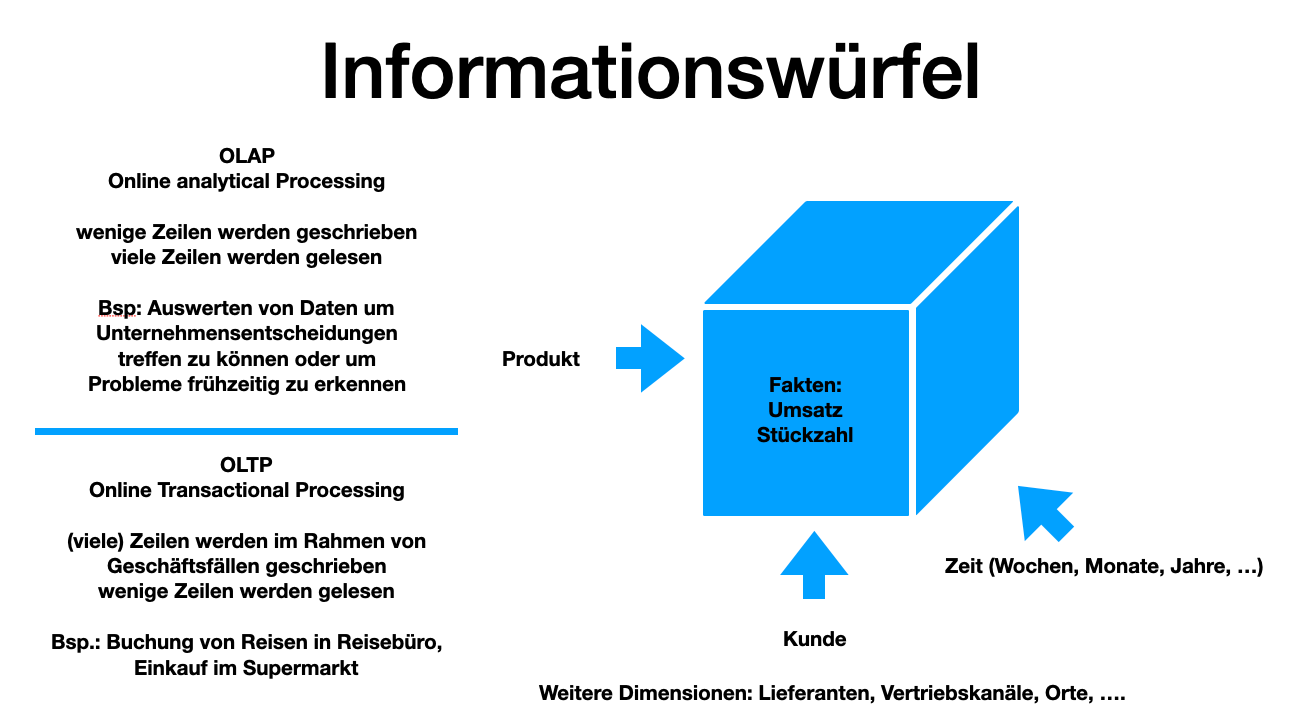 Informationswürfel
OLAP
Online analytical Processing
wenige Zeilen werden geschrieben
viele Zeilen werden gelesen
Bsp: Auswerten von Daten um
Unternehmensentscheidungen
treffen zu können oder um
Probleme frühzeitig zu erkennen
OLTP
Online Transactional Processing
(viele) Zeilen werden im Rahmen von
Geschäftsfällen geschrieben
wenige Zeilen werden gelesen
Bsp.: Buchung von Reisen in Reisebüro,
Einkauf im Supermarkt
Produkt
Fakten:
Umsatz
Stückzahl
Zeit (Wochen, Monate, Jahre, …)
Kunde
Weitere Dimensionen: Lieferanten, Vertriebskanäle, Orte, ….